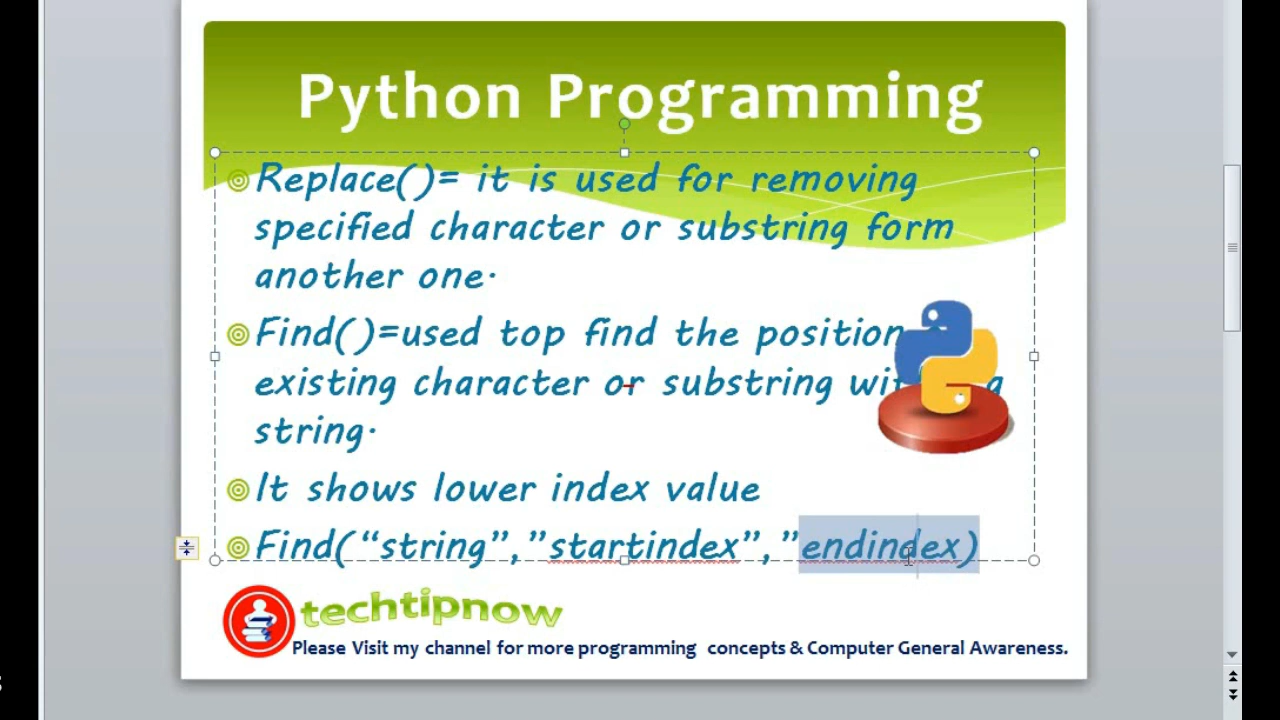 Python Programming
Replace()= it is used for removing
specified character or substring form
another one.
Find()=used top find the position
existing character or substring a
string.
It shows lower index value
Find(“string”,”startindex”,”endindex)
techtipnow
Please Visit my channel for more programming concepts & Computer General Awareness.